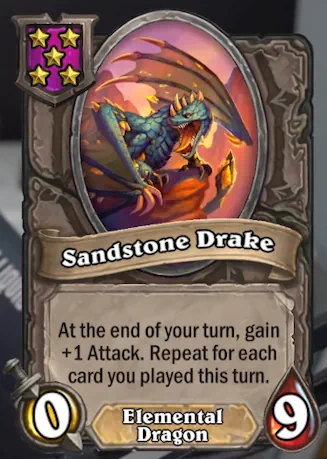 Sandstone Drake
At the end of your turn, gain
+1 Attack. Repeat for each
card you played this turn.
0
Elemental
Dragon
9